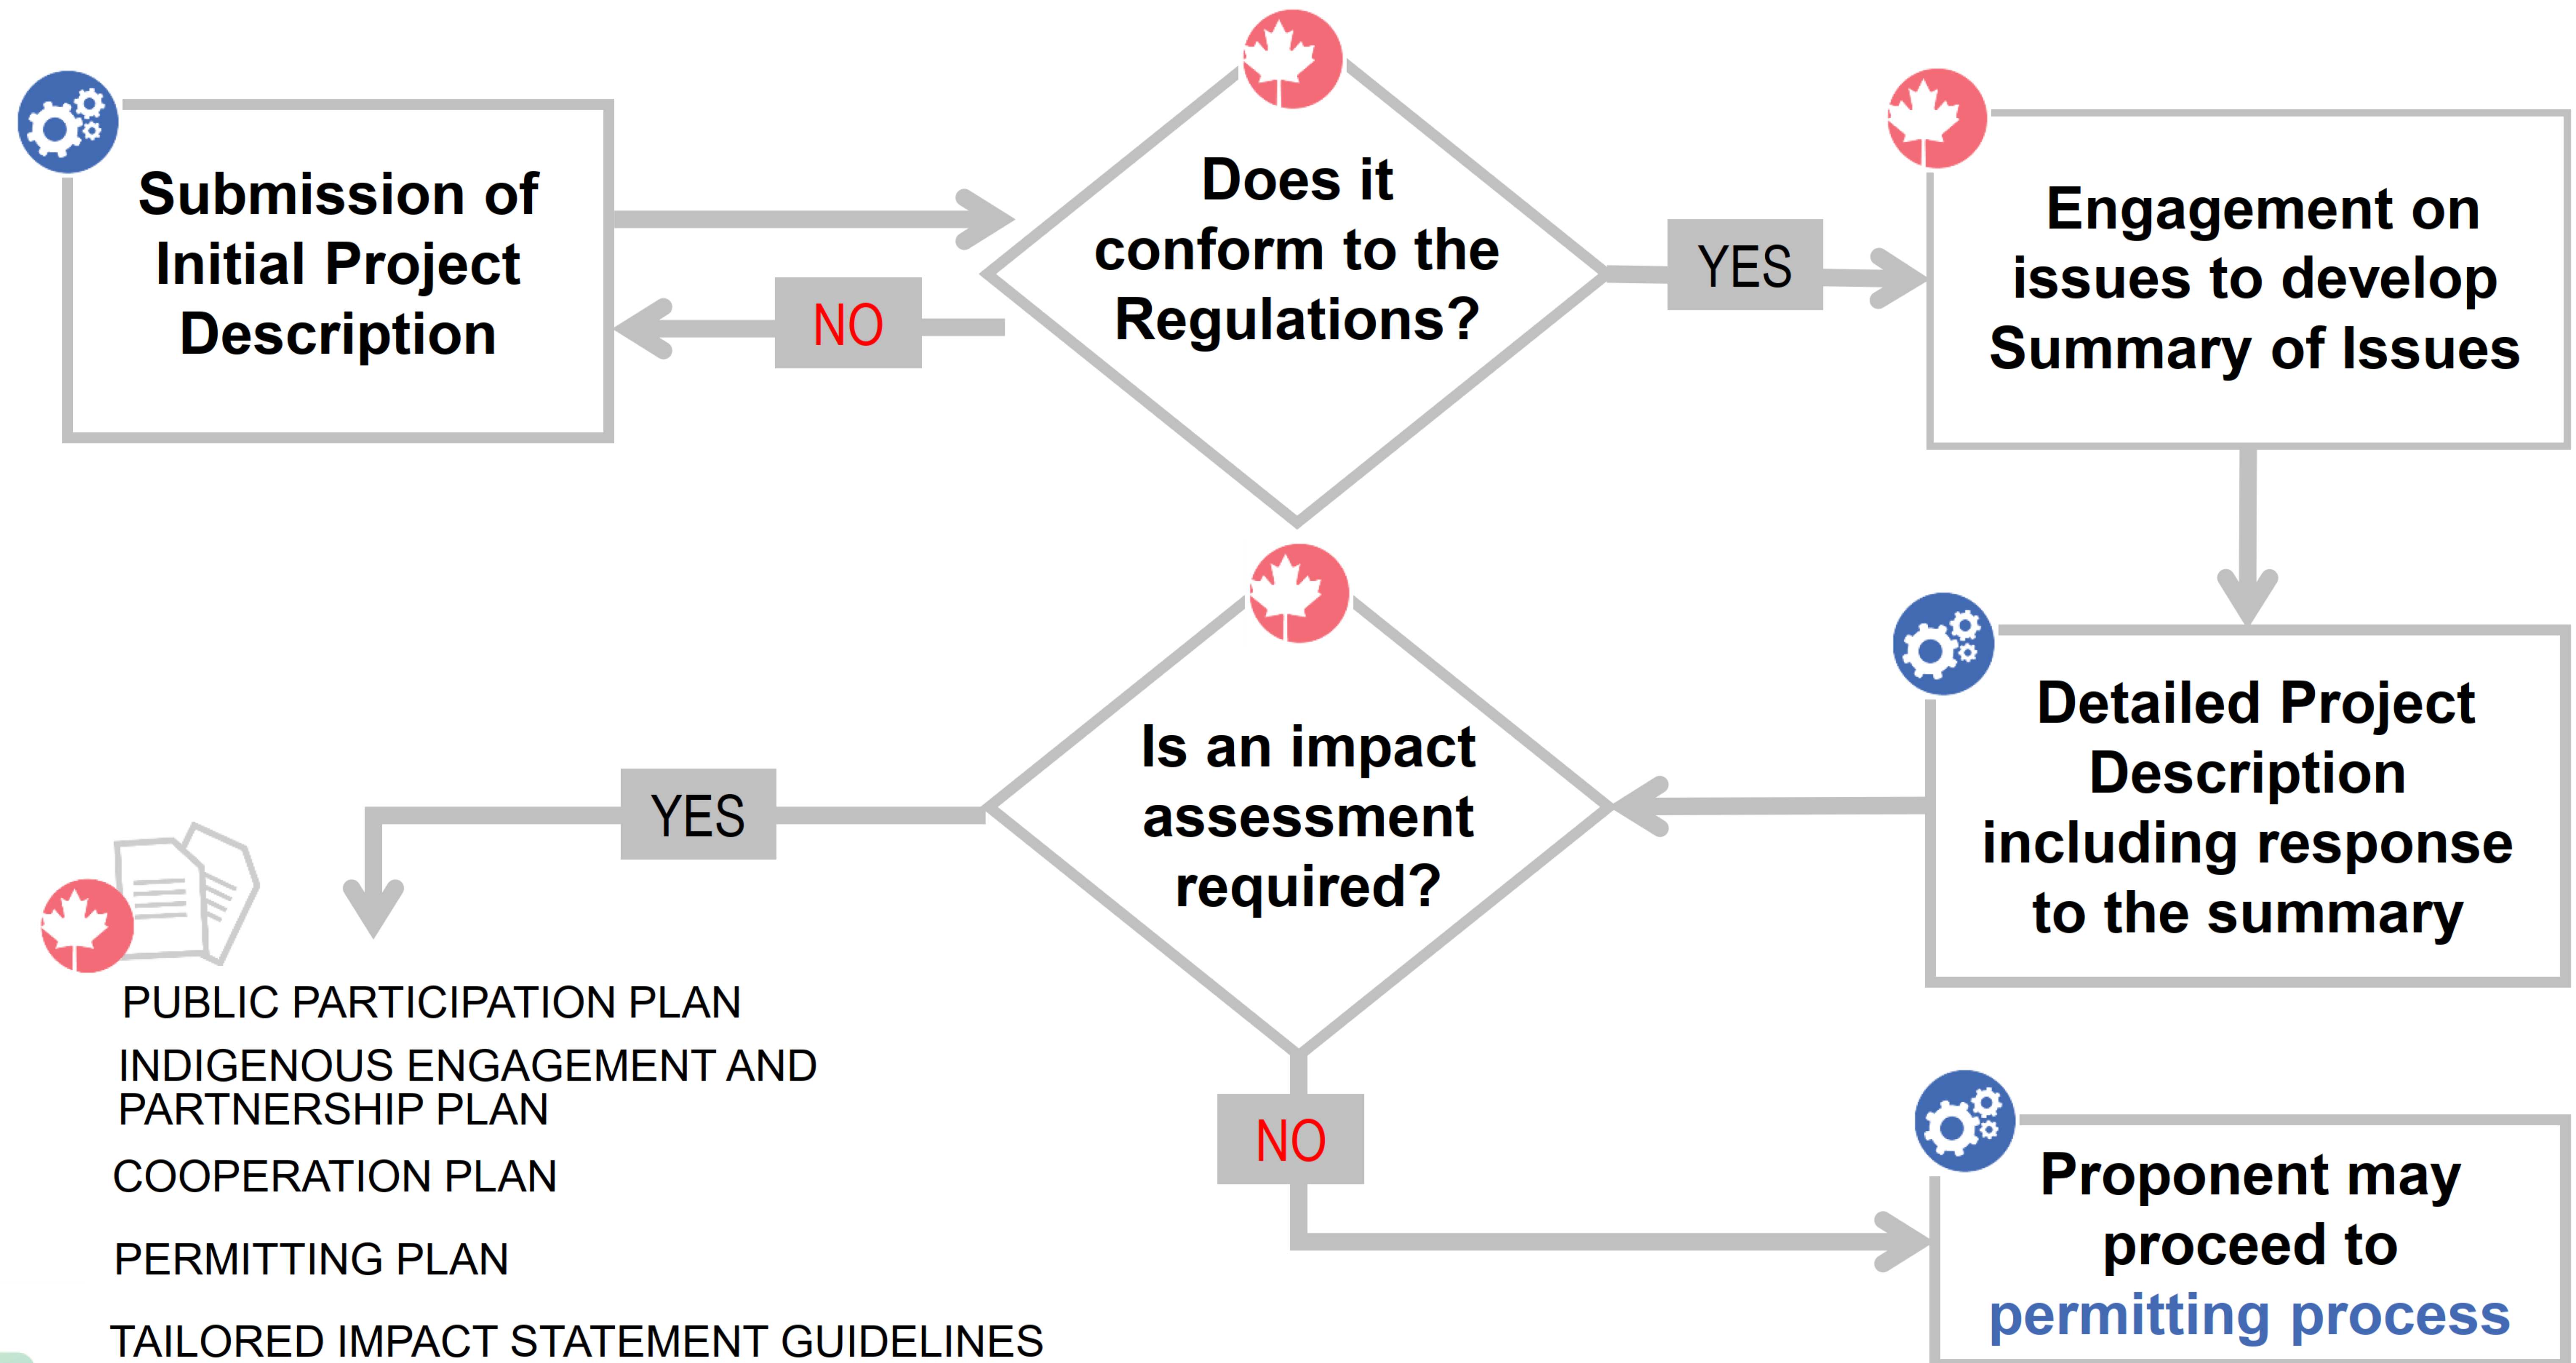 Submission of
Initial Project
Description
Does it
conform to the
Regulations?
NO
YES
Engagement on
issues to develop
Summary of Issues
Detailed Project
Description
including response
to the summary
Is an impact
assessment
required?
YES
NO
PUBLIC PARTICIPATION PLAN
INDIGENOUS ENGAGEMENT AND
PARTNERSHIP PLAN
COOPERATION PLAN
PERMITTING PLAN
TAILORED IMPACT STATEMENT GUIDELINES
Proponent may
proceed to
permitting process